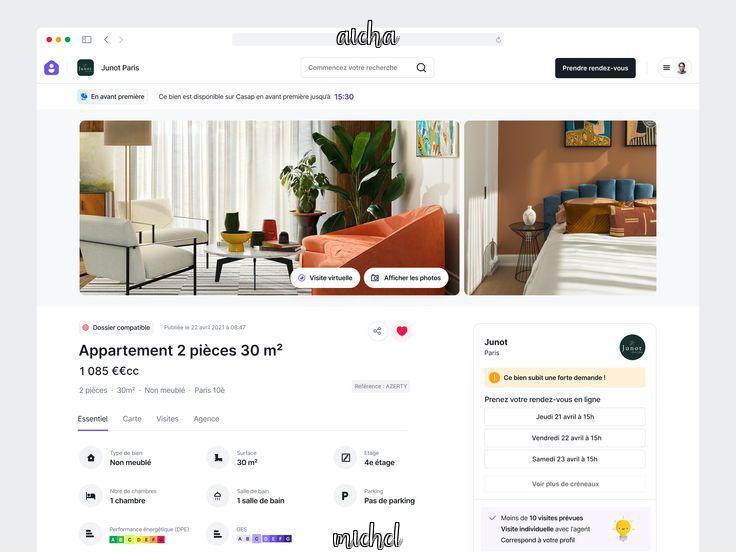 aicha
Junot Paris
Commencez votre recherche
Prendre rendez-vous
En avant première
Ce bien est disponible sur Casap en avant première jusqu'à 15:30
Visite virtuelle
Afficher les photos
Dossier compatible
Publiée le 22 avril 2021 à 08:47
Appartement 2 pièces 30 m²
1 085 €€cc
2 pièces · 30m² · Non meublé · Paris 10è
Référence : AZERTY
Essentiel
Carte
Visites
Agence
Type de bien
Non meublé
Surface
30 m²
Etage
4e étage
Nbre de chambres
1 chambre
Salle de bain
1 salle de bain
Parking
Pas de parking
Performance énergétique (DPE)
A B C D E F G
GES
A B C D E F G
Junot
Paris
Junot
Ce bien subit une forte demande !
Prenez votre rendez-vous en ligne
Jeudi 21 avril à 15h
Vendredi 22 avril à 15h
Samedi 23 avril à 15h
Voir plus de créneaux
Moins de 10 visites prévues
Visite individuelle avec l'agent
Correspond à votre profil
michel